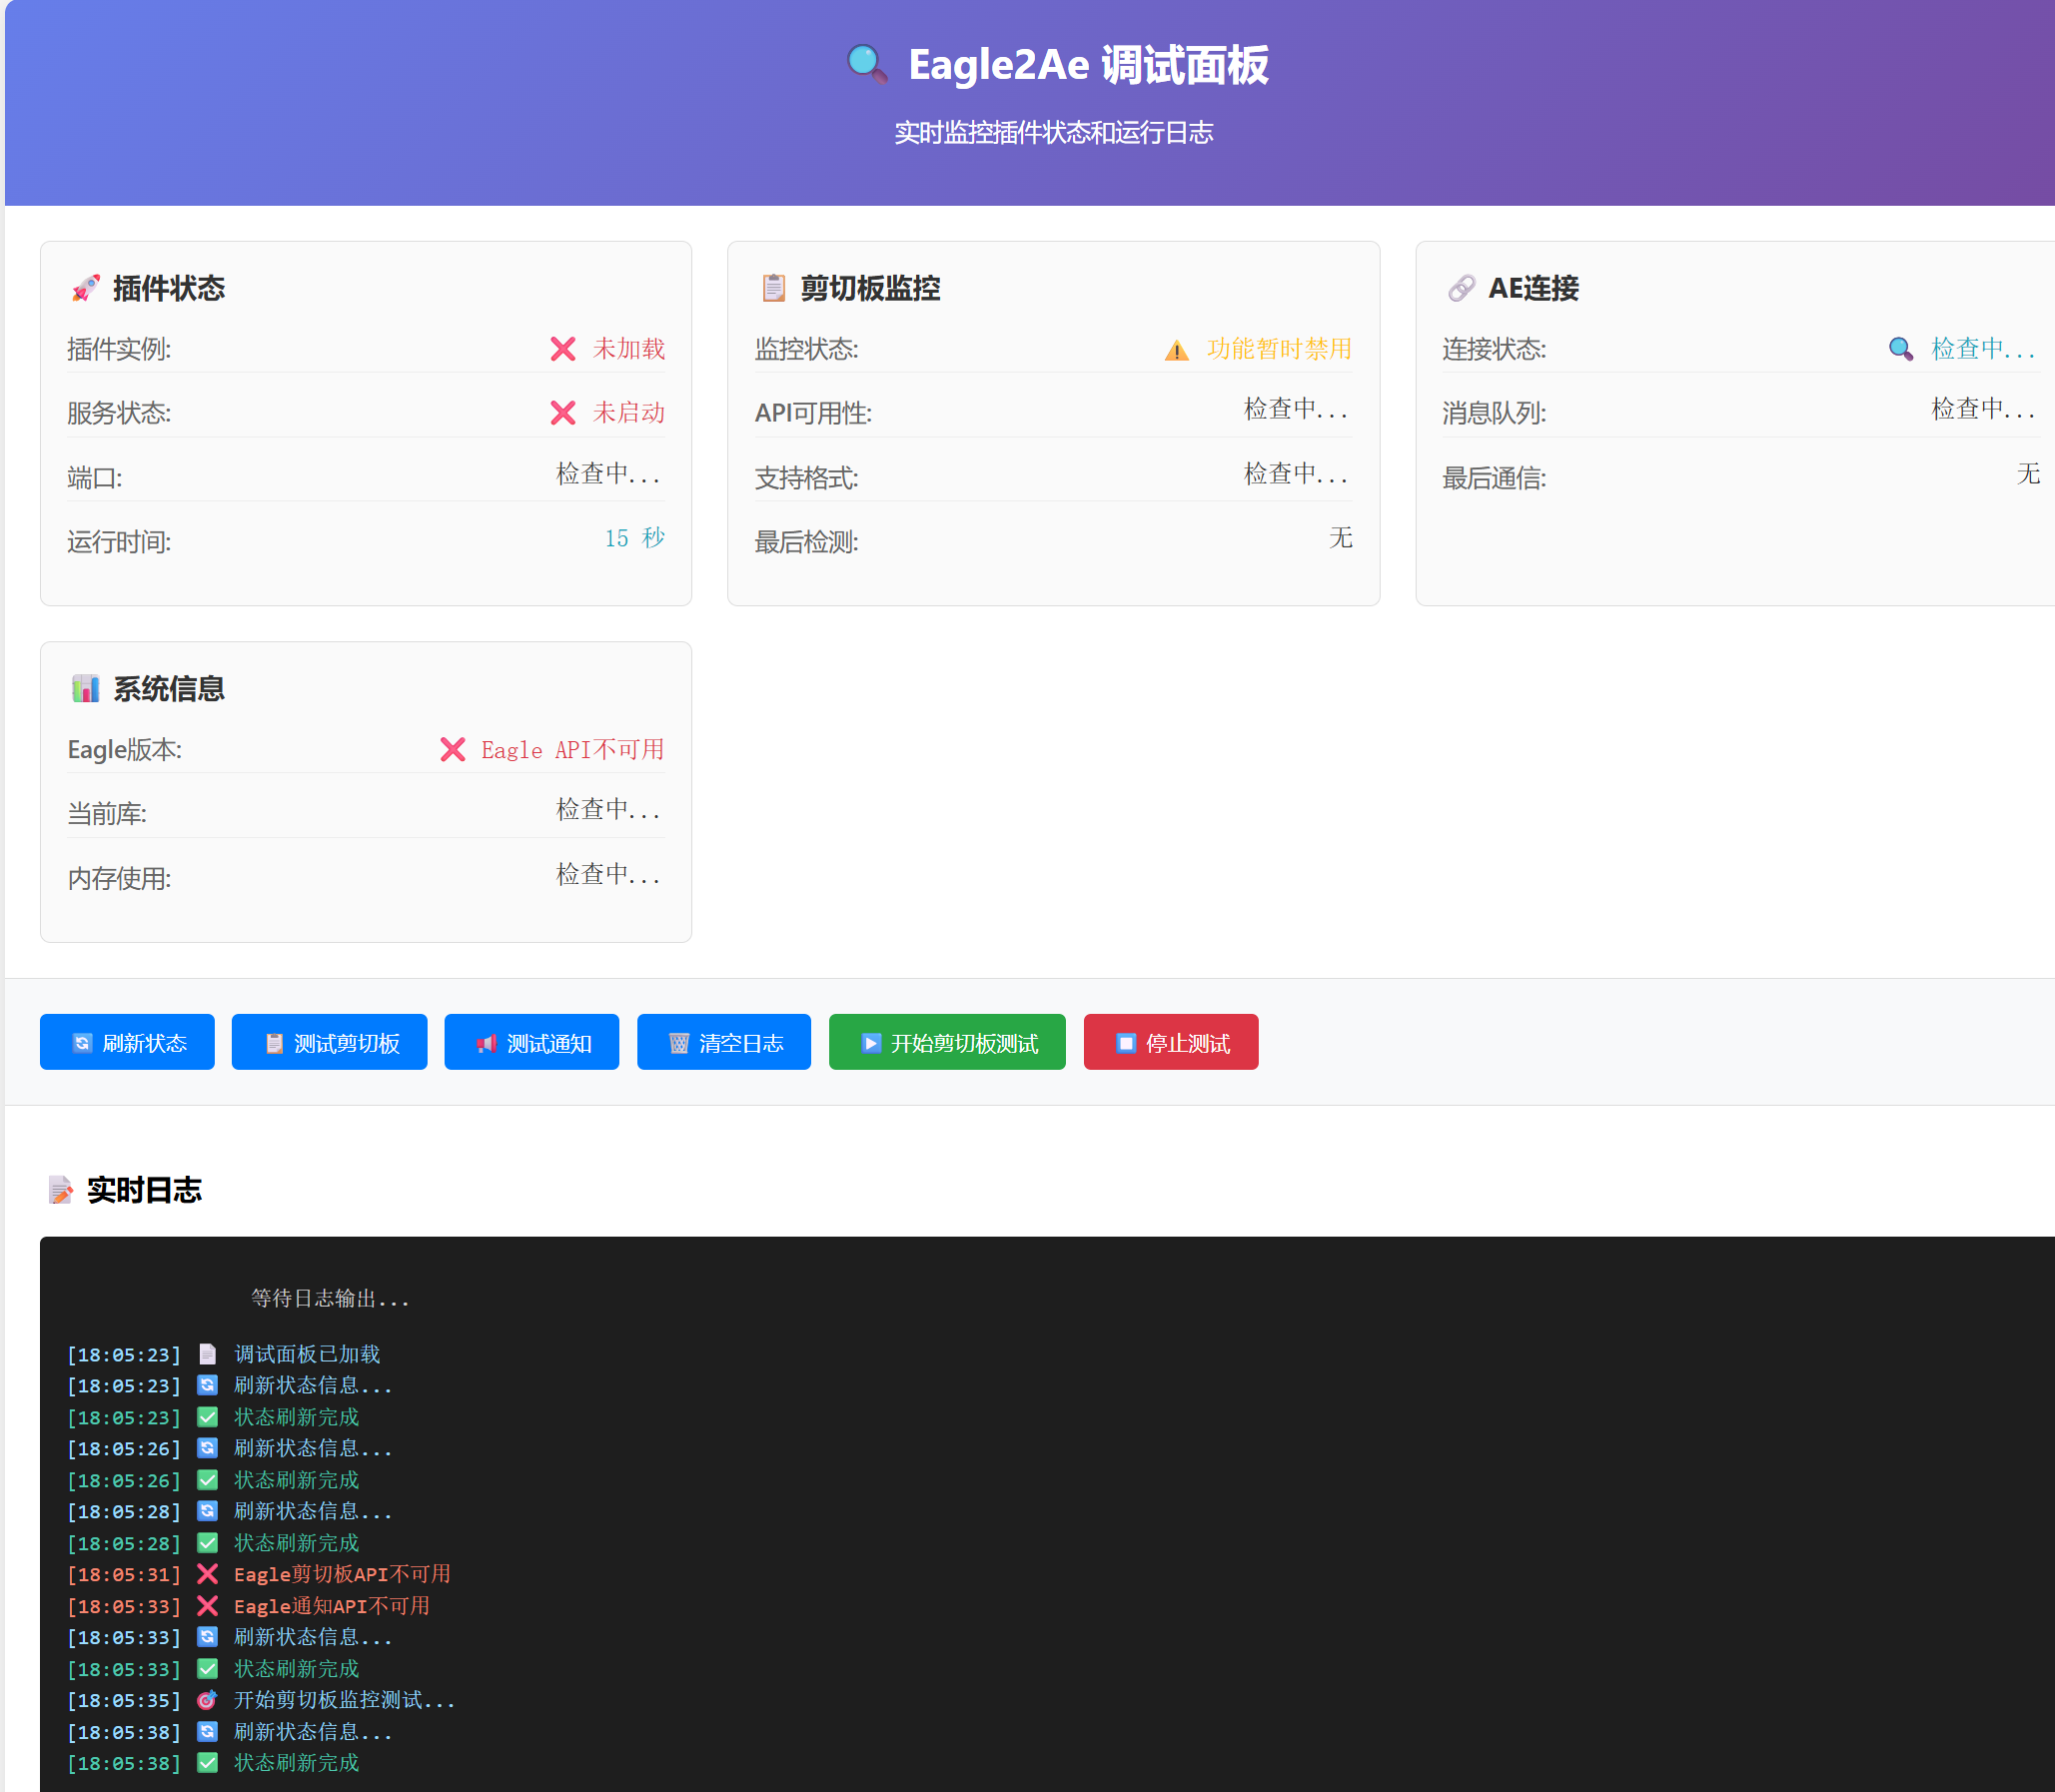 Eagle2Ae 调试面板
实时监控插件状态和运行日志
插件状态
插件实例: 未加载
服务状态: 未启动
端口: 检查中...
运行时间: 15 秒
剪切板监控
监控状态: 功能暂时禁用
API可用性: 检查中...
支持格式: 检查中...
最后检测: 无
AE连接
连接状态: 检查中...
消息队列: 检查中...
最后通信: 无
系统信息
Eagle版本: Eagle API不可用
当前库: 检查中...
内存使用: 检查中...
刷新状态
测试剪切板
测试通知
清空日志
开始剪切板测试
停止测试
实时日志
等待日志输出...
[18:05:23] 调试面板已加载
[18:05:23] 刷新状态信息...
[18:05:23] 状态刷新完成
[18:05:26] 刷新状态信息...
[18:05:26] 状态刷新完成
[18:05:28] 刷新状态信息...
[18:05:28] 状态刷新完成
[18:05:31] Eagle剪切板API不可用
[18:05:33] Eagle通知API不可用
[18:05:33] 刷新状态信息...
[18:05:33] 状态刷新完成
[18:05:35] 开始剪切板监控测试...
[18:05:38] 刷新状态信息...
[18:05:38] 状态刷新完成